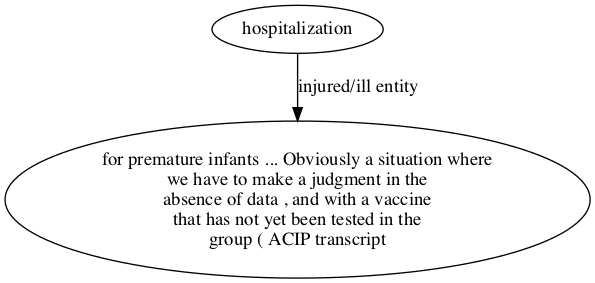 hospitalization
injured/ill entity
for premature infants ... Obviously a situation where
we have to make a judgment in the
absence of data , and with a vaccine
that has not yet been tested in the
group ( ACIP transcript